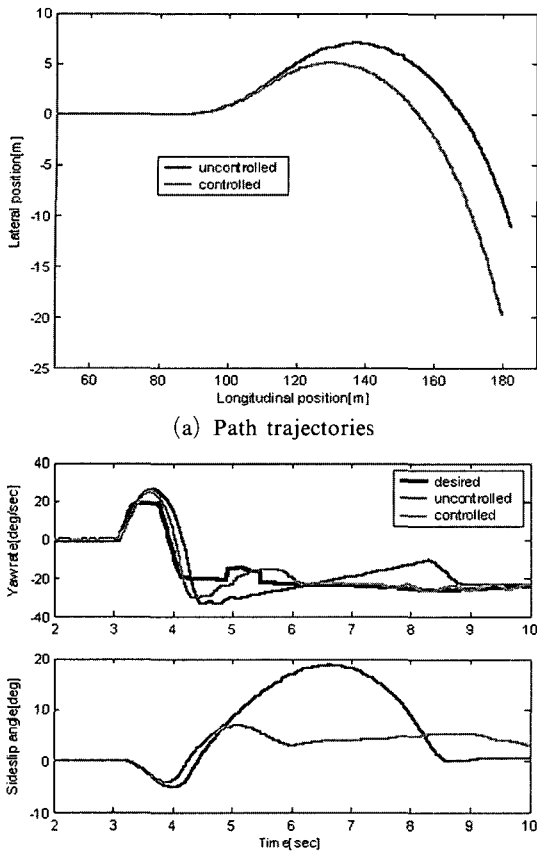 10
5
0
-5
-10
-15
-20
-25
Lateral position[m]
uncontrolled
controlled
60 80 100 120 140 160 180
Longitudinal position[m]
(a) Path trajectories
40
20
0
-20
-40
Yawrate[deg/sec]
desired
uncontrolled
controlled
2 3 4 5 6 7 8 9 10
20
10
0
-10
Sideslip angle[deg]
2 3 4 5 6 7 8 9 10
Time[sec]